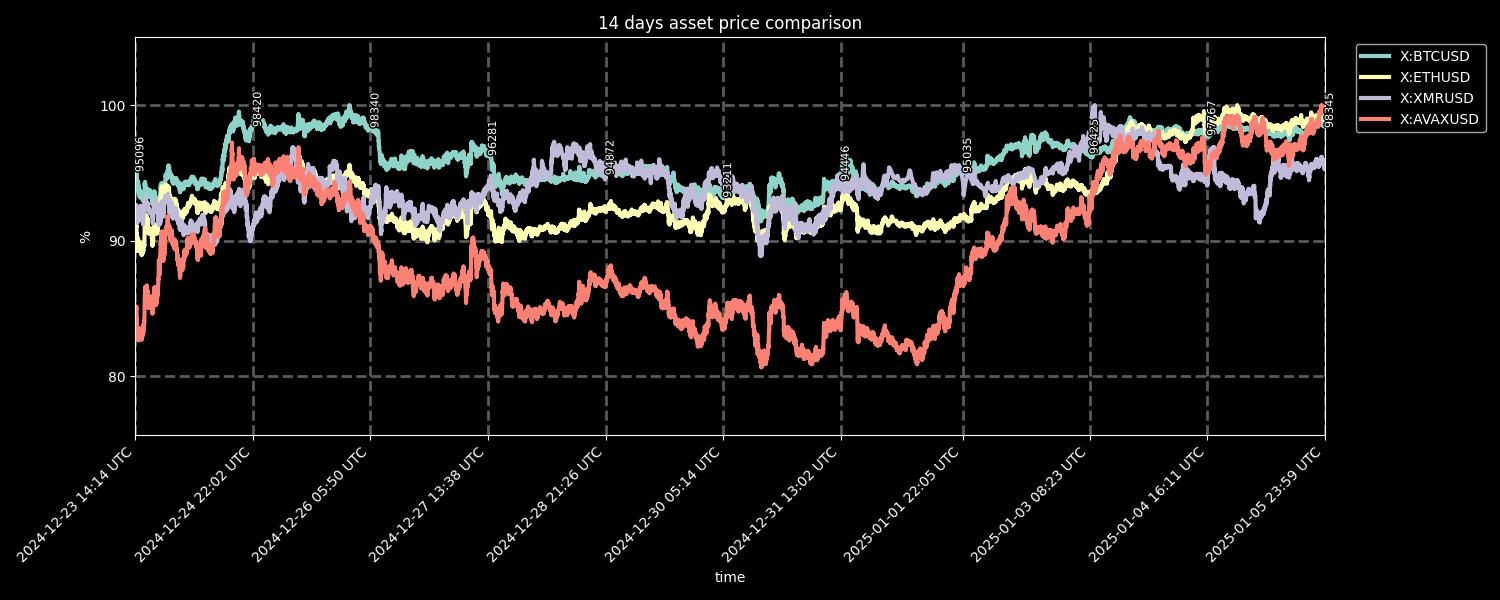 14 days asset price comparison
X:BTCUSD
X:ETHUSD
X:XMRUSD
X:AVAXUSD
100
90
80
%
95096
98420
98340
96281
94872
93211
94446
95035
96425
97767
98345
2024-12-23 14:14 UTC
2024-12-24 22:02 UTC
2024-12-26 05:50 UTC
2024-12-27 13:38 UTC
2024-12-28 21:26 UTC
2024-12-30 05:14 UTC
2024-12-31 13:02 UTC
2025-01-01 22:05 UTC
2025-01-03 08:23 UTC
2025-01-04 16:11 UTC
2025-01-05 23:59 UTC
time